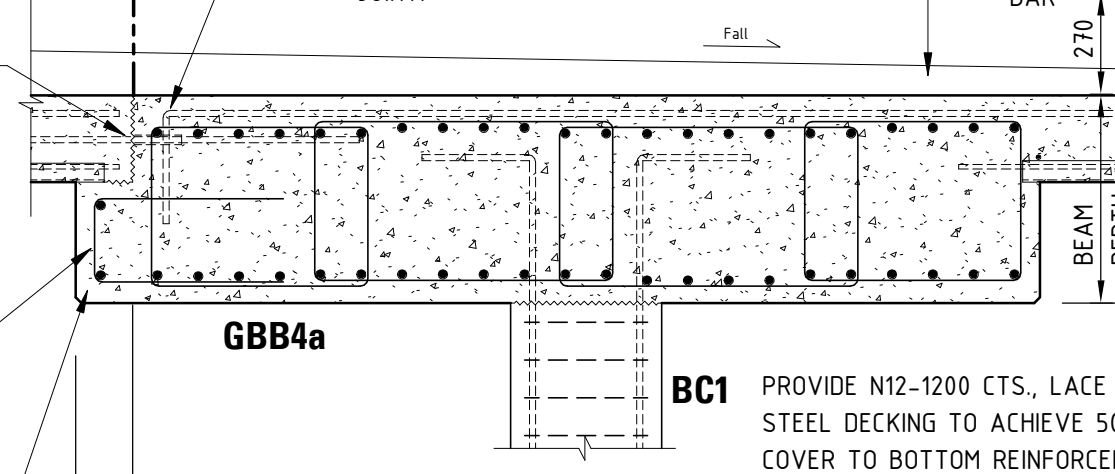 BAR
Fall
270
BEAM
GBB4a
BC1
PROVIDE N12-1200 CTS., LACE
STEEL DECKING TO ACHIEVE 50
COVER TO BOTTOM REINFORCE